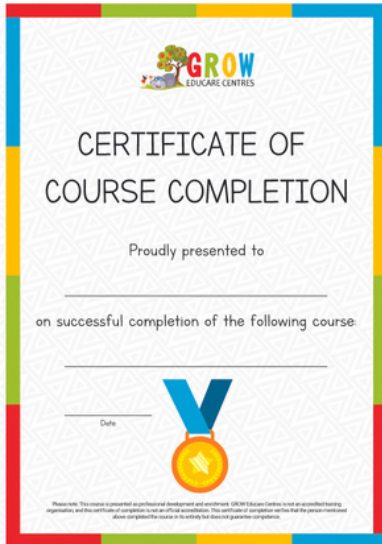 GROW
EDUCARE CENTRES
CERTIFICATE OF
COURSE COMPLETION
Proudly presented to
on successful completion of the following course:
Date
Please note: This course is presented as professional development and enrichment. GROW Educare Centres is not an accredited training
organisation, and this certificate of completion is not an official accreditation. This certificate of completion verifies that the person mentioned
above completed the course in its entirety but does not guarantee competence.